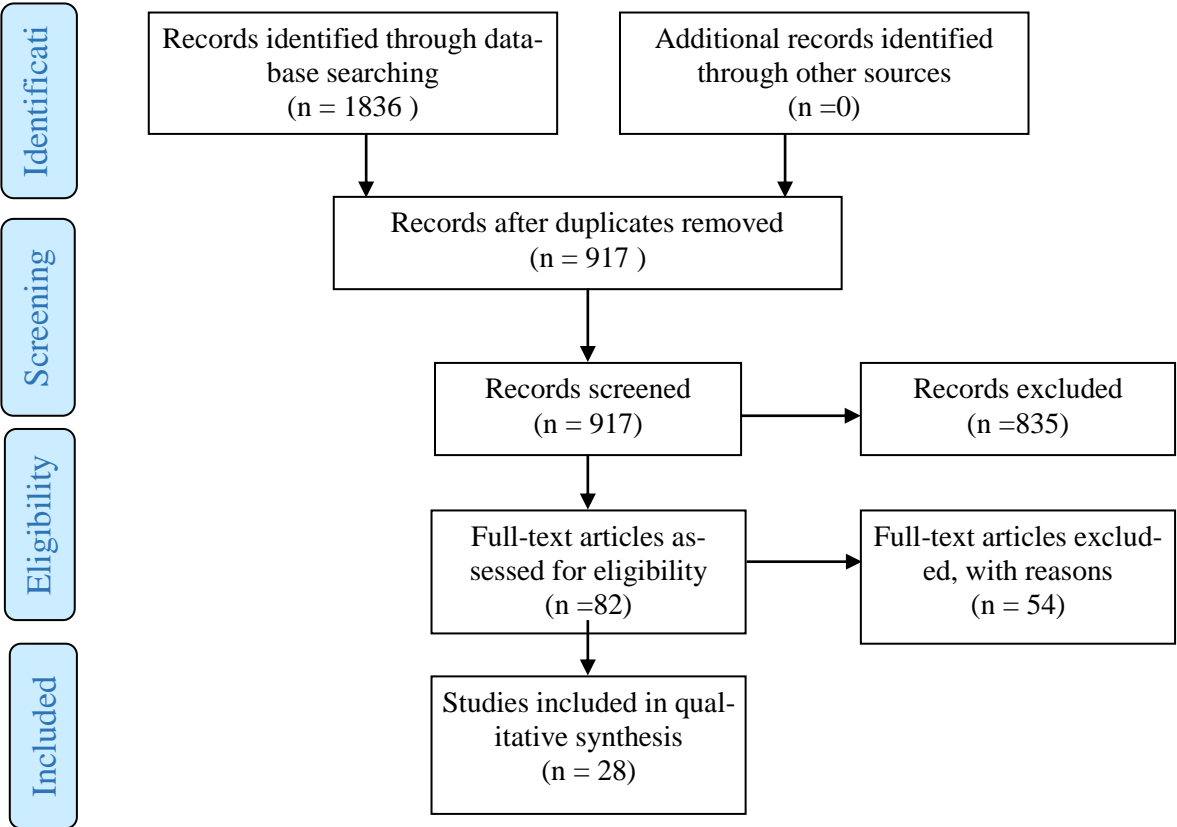 Identificati
Records identified through data-
base searching
(n = 1836 )
Additional records identified
through other sources
(n =0)
Screening
Records after duplicates removed
(n = 917 )
Records screened
(n = 917)
Records excluded
(n =835)
Eligibility
Full-text articles as-
sessed for eligibility
(n =82)
Full-text articles exclud-
ed, with reasons
(n = 54)
Included
Studies included in qual-
itative synthesis
(n = 28)